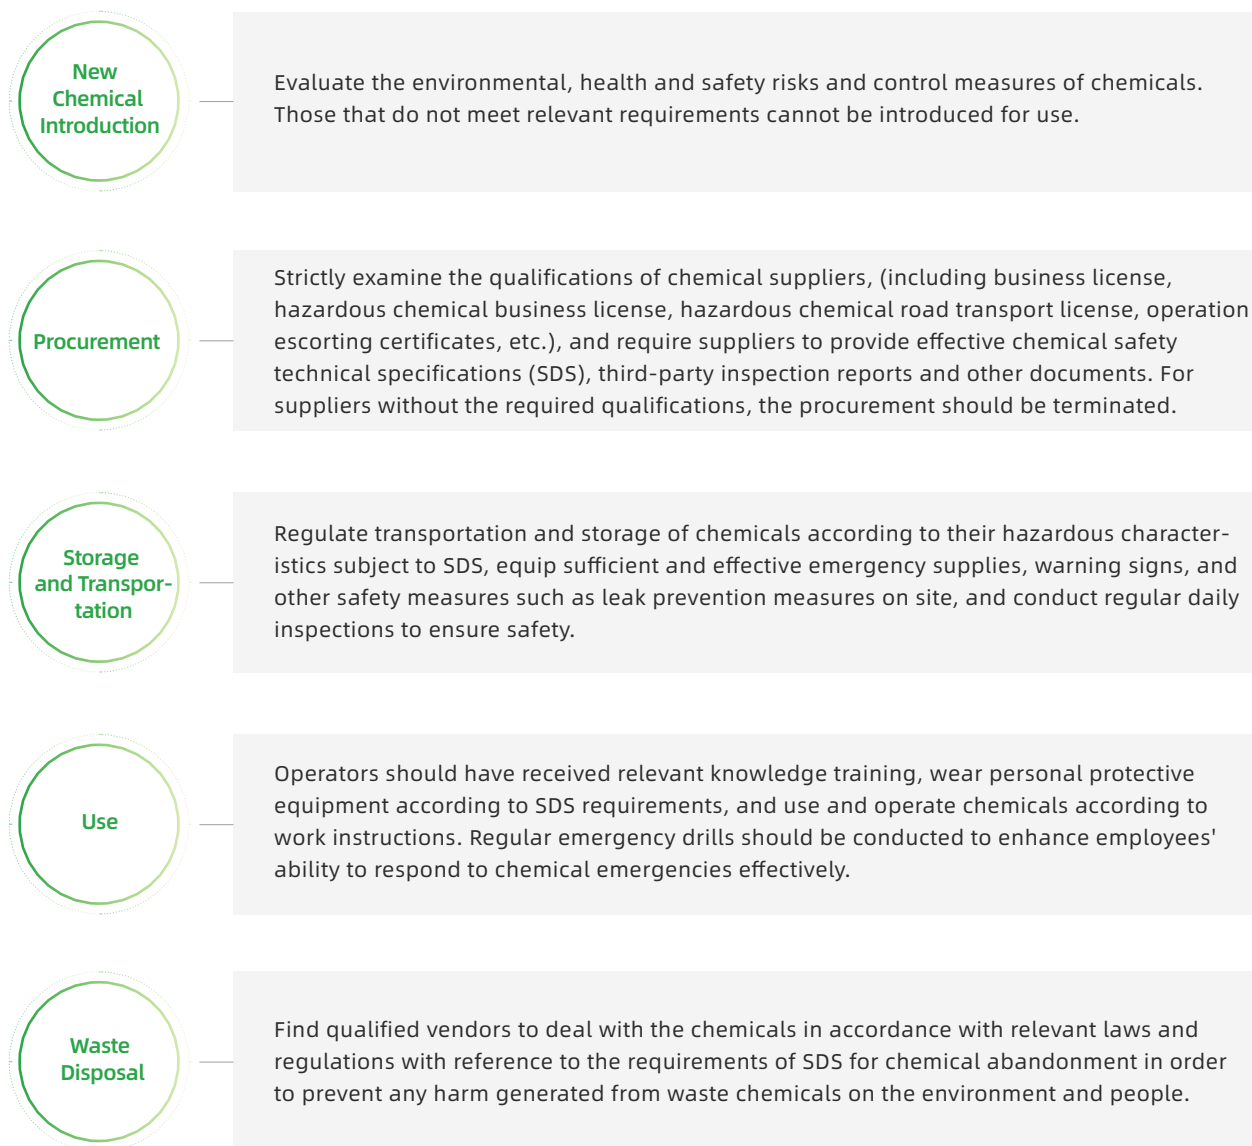 New
Chemical
Introduction
Evaluate the environmental, health and safety risks and control measures of chemicals.
Those that do not meet relevant requirements cannot be introduced for use.
Procurement
Strictly examine the qualifications of chemical suppliers, (including business license,
hazardous chemical business license, hazardous chemical road transport license, operation
escorting certificates, etc.), and require suppliers to provide effective chemical safety
technical specifications (SDS), third-party inspection reports and other documents. For
suppliers without the required qualifications, the procurement should be terminated.
Storage
and Transpor-
tation
Regulate transportation and storage of chemicals according to their hazardous character-
istics subject to SDS, equip sufficient and effective emergency supplies, warning signs, and
other safety measures such as leak prevention measures on site, and conduct regular daily
inspections to ensure safety.
Use
Operators should have received relevant knowledge training, wear personal protective
equipment according to SDS requirements, and use and operate chemicals according to
work instructions. Regular emergency drills should be conducted to enhance employees'
ability to respond to chemical emergencies effectively.
Waste
Disposal
Find qualified vendors to deal with the chemicals in accordance with relevant laws and
regulations with reference to the requirements of SDS for chemical abandonment in order
to prevent any harm generated from waste chemicals on the environment and people.